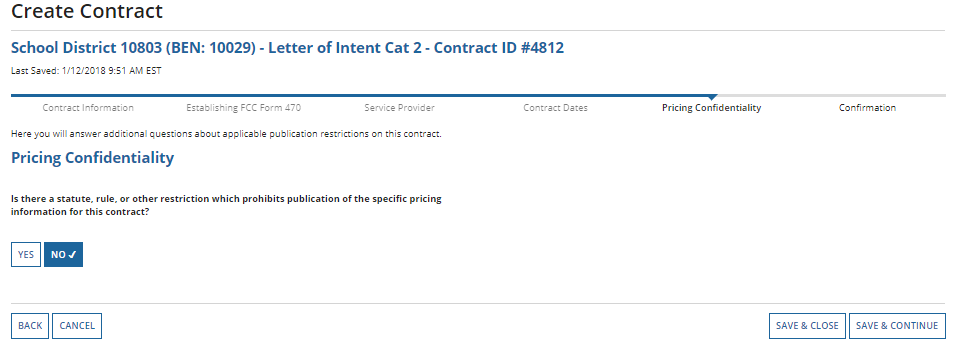 Create Contract
School District 10803 (BEN: 10029) - Letter of Intent Cat 2 - Contract ID #4812
Last Saved: 1/12/2018 9:51 AM EST
Contract Information Establishing FCC Form 470 Service Provider Contract Dates Pricing Confidentiality Confirmation
Here you will answer additional questions about applicable publication restrictions on this contract.
Pricing Confidentiality
Is there a statute, rule, or other restriction which prohibits publication of the specific pricing
information for this contract?
YES NO ✓
BACK CANCEL SAVE & CLOSE SAVE & CONTINUE